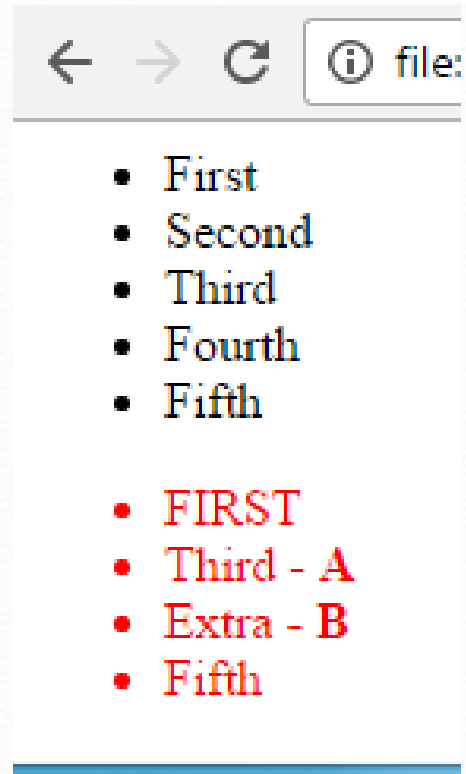 file:
First
Second
Third
Fourth
Fifth
FIRST
Third - A
Extra - B
Fifth